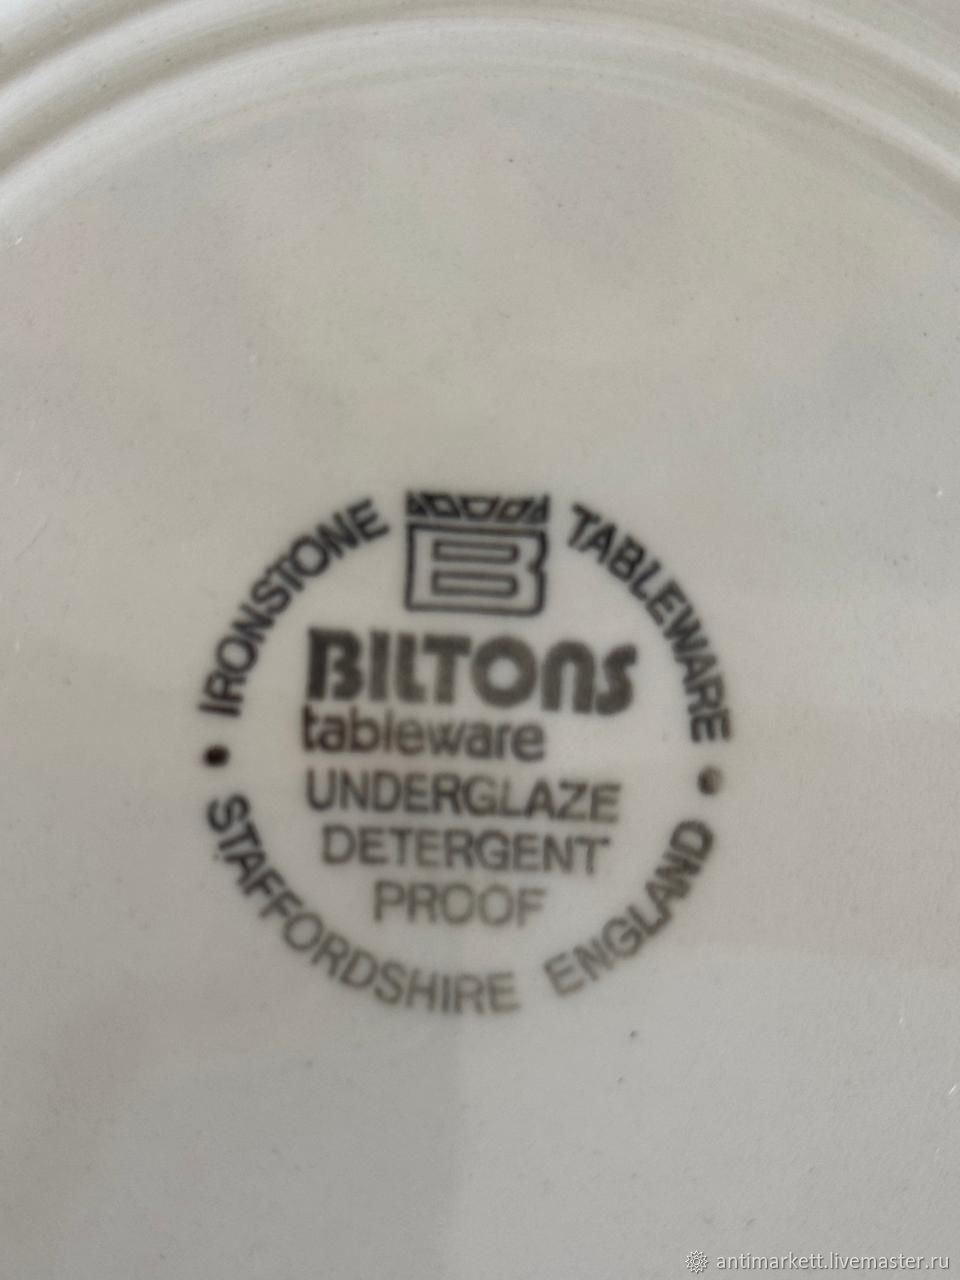 IRONSTONE TABLEWARE
B
BILTONS
tableware
UNDERGLAZE
DETERGENT
PROOF
• STAFFORDSHIRE ENGLAND •
antimarkett.livemaster.ru